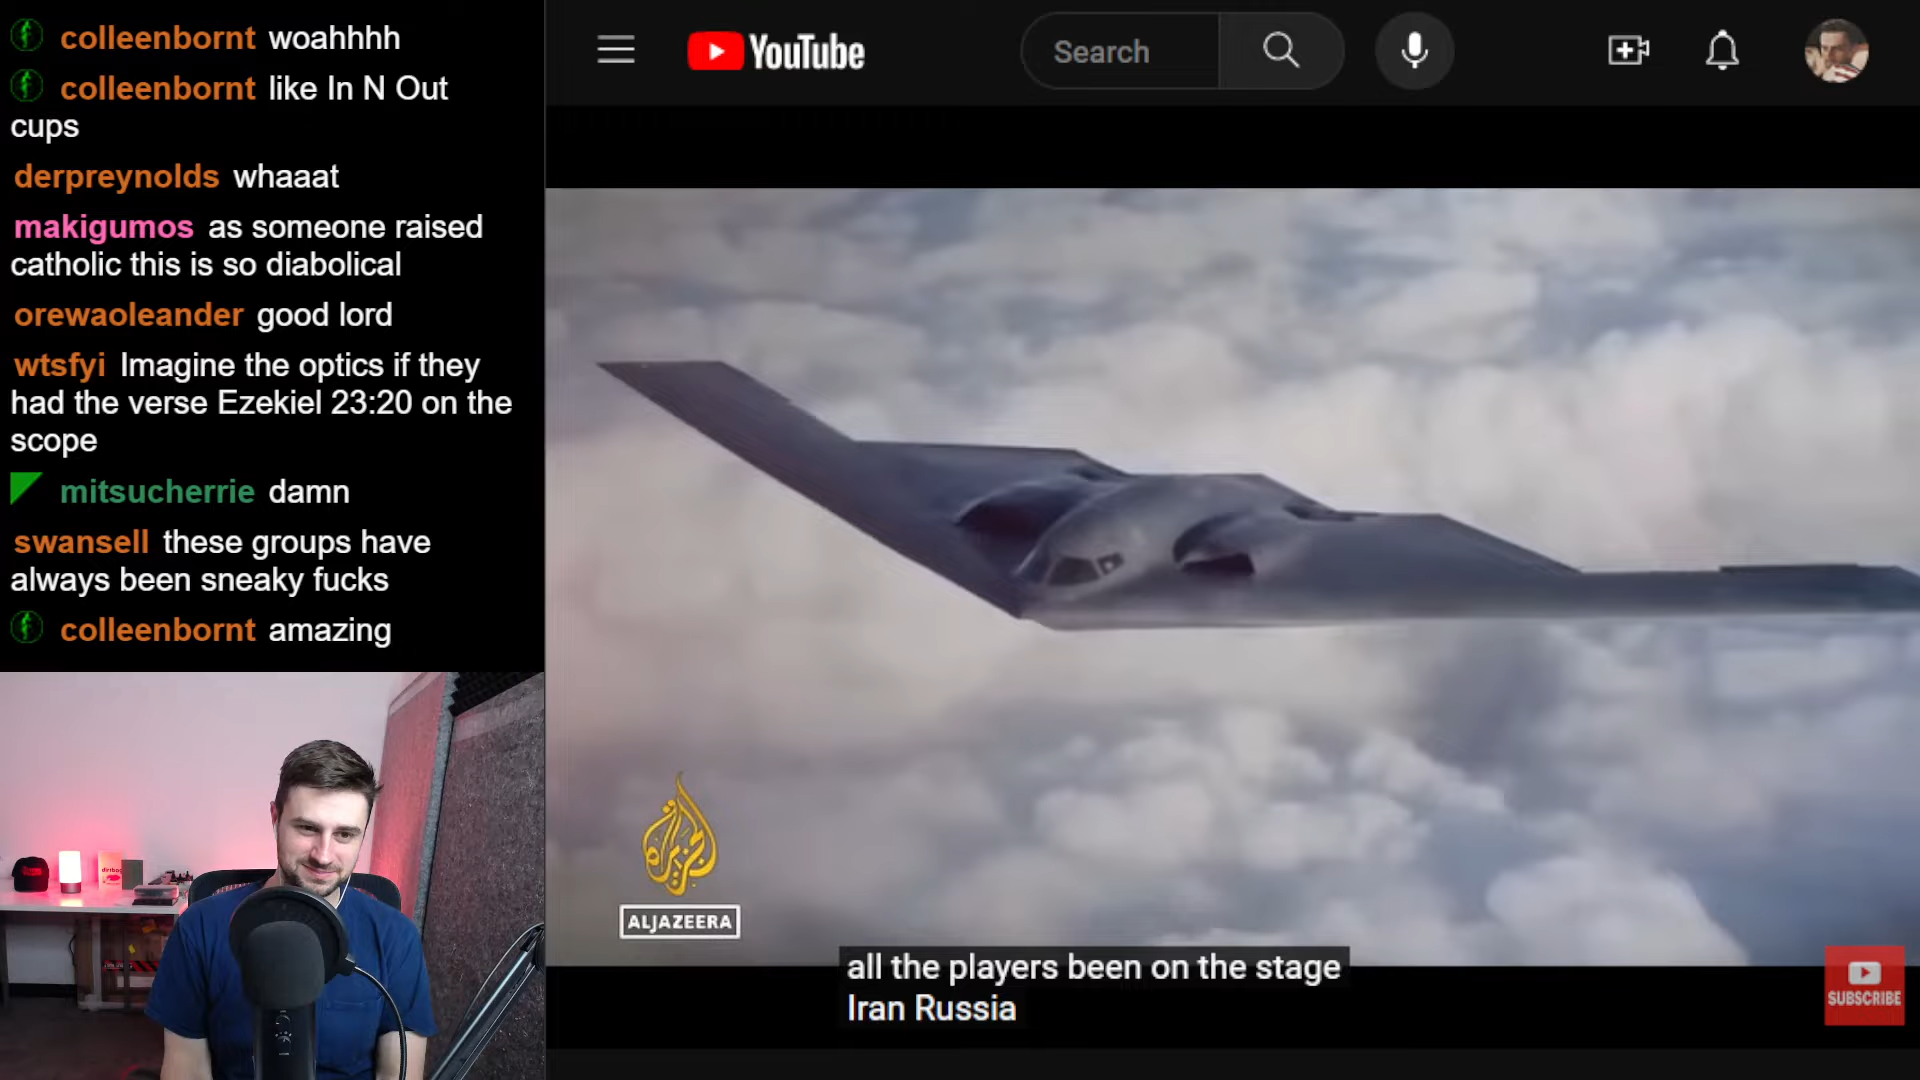 colleenbornt woahhhh
colleenbornt like In N Out
cups
derpreynolds whaaat
makigumos as someone raised
catholic this is so diabolical
orewaoleander good lord
wtsfyi Imagine the optics if they
had the verse Ezekiel 23:20 on the
scope
mitsucherrie damn
swansell these groups have
always been sneaky fucks
colleenbornt amazing
YouTube
Search
ALJAZEERA
all the players been on the stage
Iran Russia
SUBSCRIBE